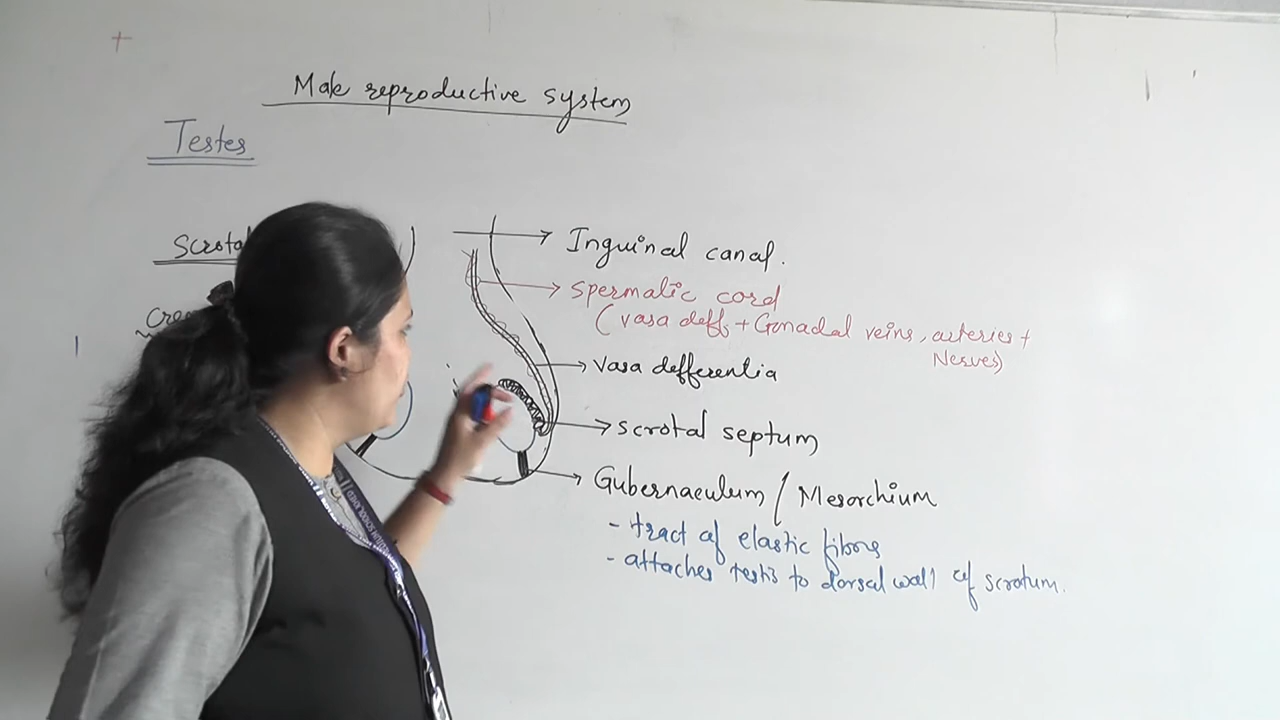 Male reproductive system
Testes
Scrotal
Inguinal canal.
Spermatic cord
(Vasa deff + Gonadal veins, arteries +
Nerves)
Vasa defferentia
Scrotal septum
Gubernaculum / Mesorchium
- tract of elastic fibres
- attaches testis to dorsal wall of scrotum.